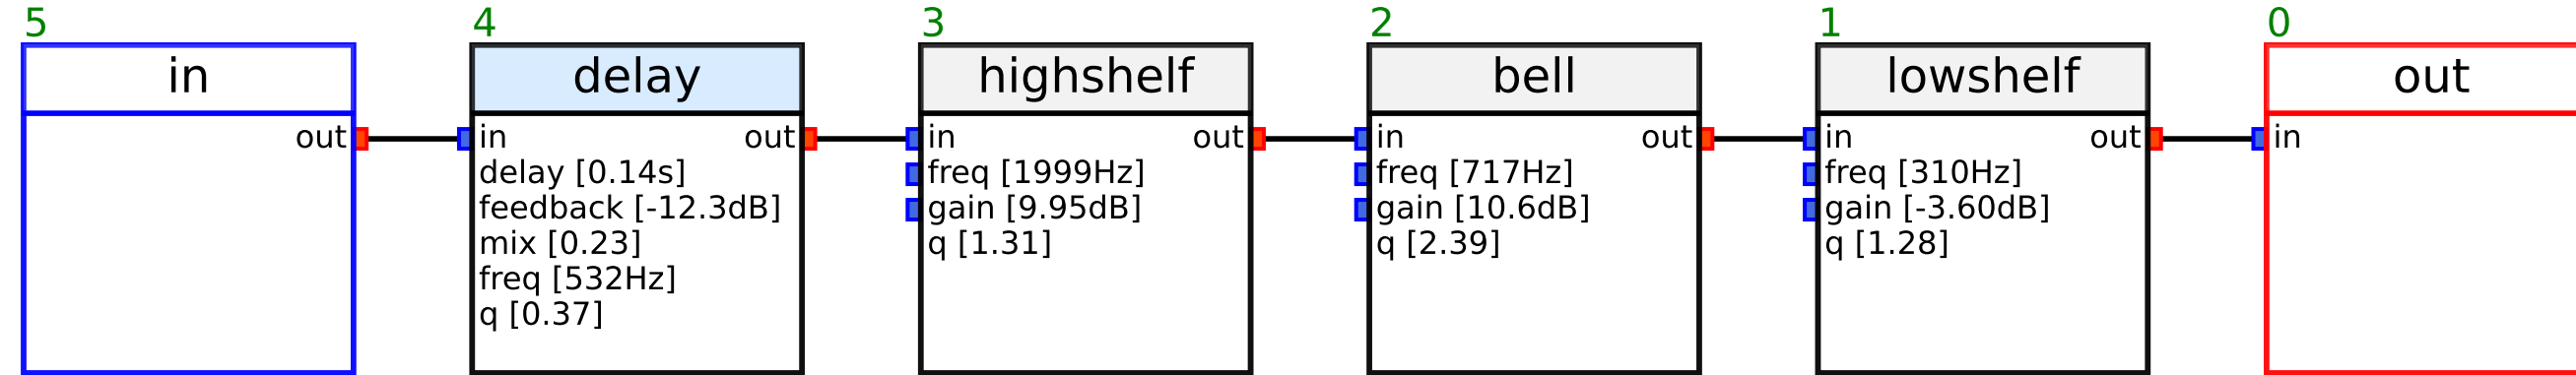 5 4 3 2 1 0
in delay highshelf bell lowshelf out
out in out in out in out in out in
delay [0.14s] freq [1999Hz] freq [717Hz] freq [310Hz]
feedback [-12.3dB] gain [9.95dB] gain [10.6dB] gain [-3.60dB]
mix [0.23] q [1.31] q [2.39] q [1.28]
freq [532Hz]
q [0.37]